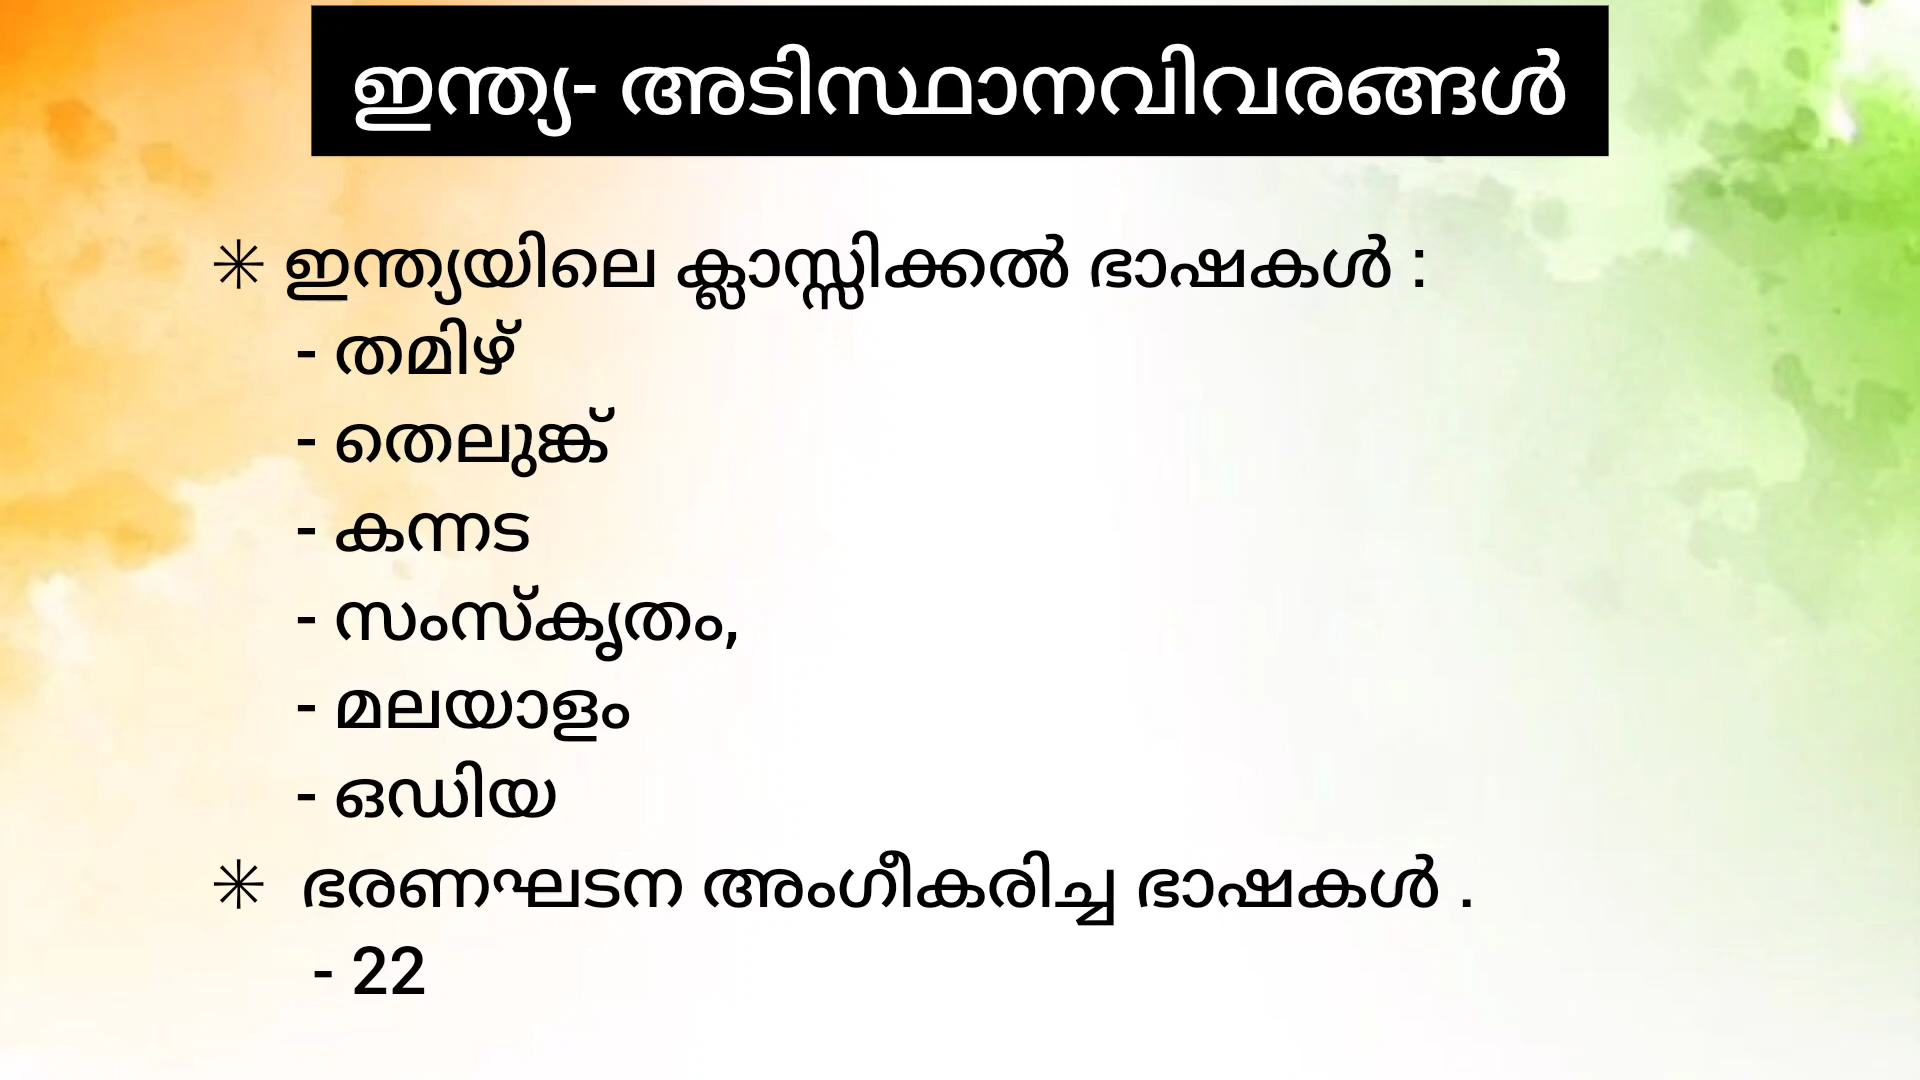 ഇന്ത്യ- അടിസ്ഥാനവിവരങ്ങൾ
✳ ഇന്ത്യയിലെ ക്ലാസ്സിക്കൽ ഭാഷകൾ :
- തമിഴ്
- തെലുങ്ക്
- കന്നട
- സംസ്കൃതം,
- മലയാളം
- ഒഡിയ
✳ ഭരണഘടന അംഗീകരിച്ച ഭാഷകൾ .
- 22